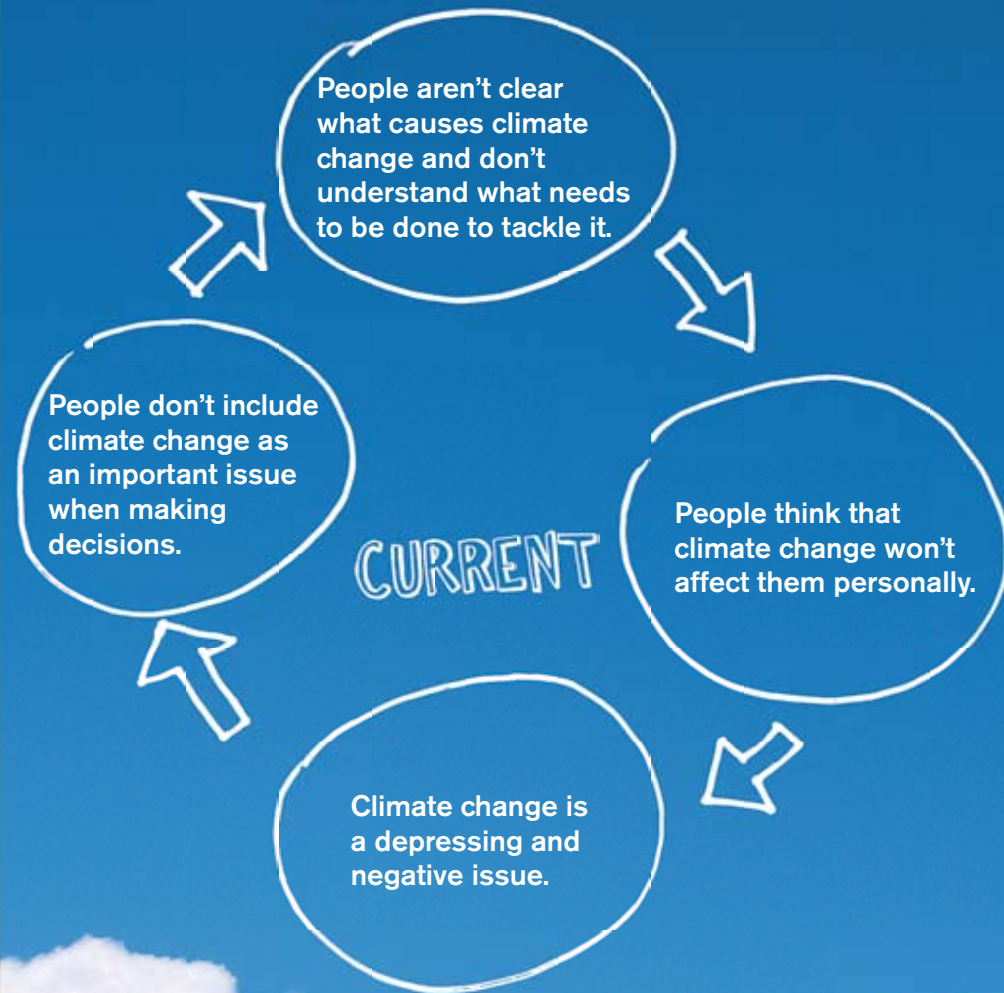 People aren't clear
what causes climate
change and don't
understand what needs
to be done to tackle it.
People think that
climate change won't
affect them personally.
Climate change is
a depressing and
negative issue.
People don't include
climate change as
an important issue
when making
decisions.
CURRENT